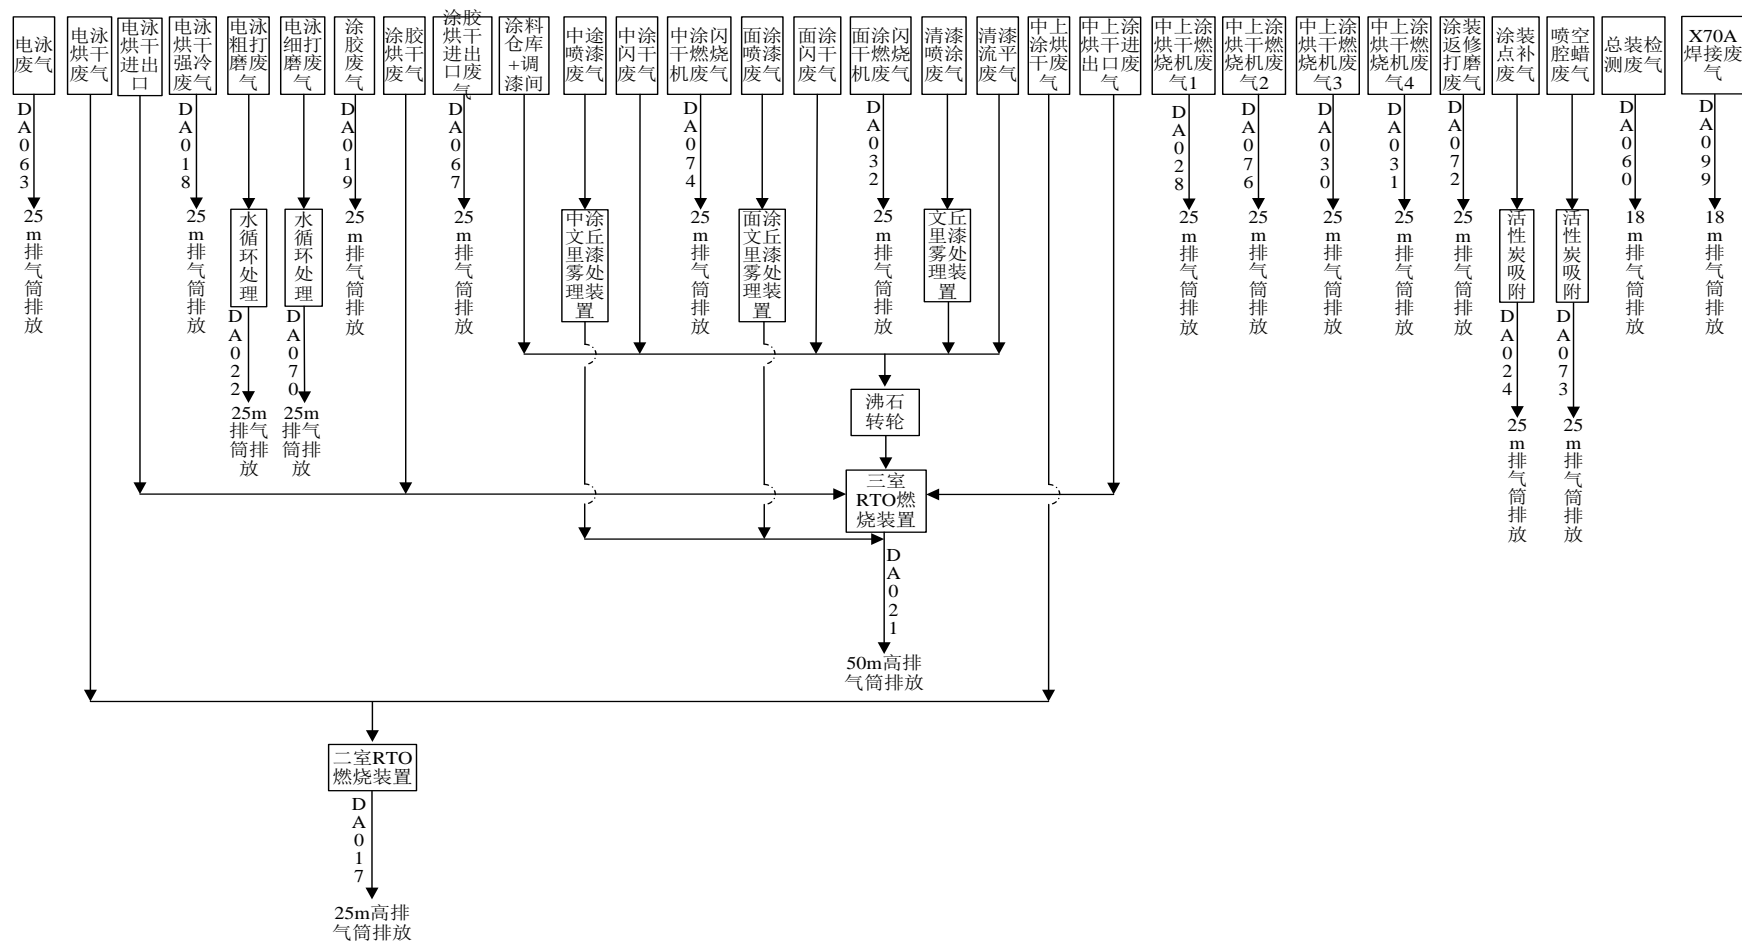 电泳
废气
电泳
烘干
废气
电泳
烘干
进出
口
电泳
烘干
强冷
废气
电泳
粗打
磨废
气
电泳
细打
磨废
气
涂
胶
废
气
涂胶
烘干
废气
涂胶
烘干
进出
口废
气
涂料
仓库
+调
漆间
中途
喷漆
废气
中涂
闪干
废气
中涂闪
干燃烧
机废气
面涂
喷漆
废气
面涂
闪干
废气
面涂闪
干燃烧
机废气
清漆
喷涂
废气
清漆
流平
废气
中上
涂烘
干废
气
中上涂
烘干进
出口废
气
中上涂
烘干燃
烧机废
气1
中上涂
烘干燃
烧机废
气2
中上涂
烘干燃
烧机废
气3
中上涂
烘干燃
烧机废
气4
涂装
返修
打磨
废气
涂装
点补
废气
喷空
腔蜡
废气
总装检
测废气
X70A
焊接废
气
DA063
DA018
DA019
DA067
DA074
DA032
DA028
DA076
DA030
DA031
DA072
DA060
DA099
25m排气筒排放
25m排气筒排放
水循环处理
水循环处理
25m排气筒排放
25m排气筒排放
中涂
文丘
里漆
雾处
理装
置
25m排气筒排放
面涂
文丘
里漆
雾处
理装
置
25m排气筒排放
文丘
里漆
雾处
理装
置
25m排气筒排放
25m排气筒排放
25m排气筒排放
25m排气筒排放
25m排气筒排放
活性炭吸附
活性炭吸附
18m排气筒排放
18m排气筒排放
DA022
DA070
DA024
DA073
25m
排气
筒排
放
25m
排气
筒排
放
沸石
转轮
25m排气筒排放
25m排气筒排放
三室
RTO燃
烧装置
DA021
50m高排
气筒排放
二室RTO
燃烧装置
DA017
25m高排
气筒排放